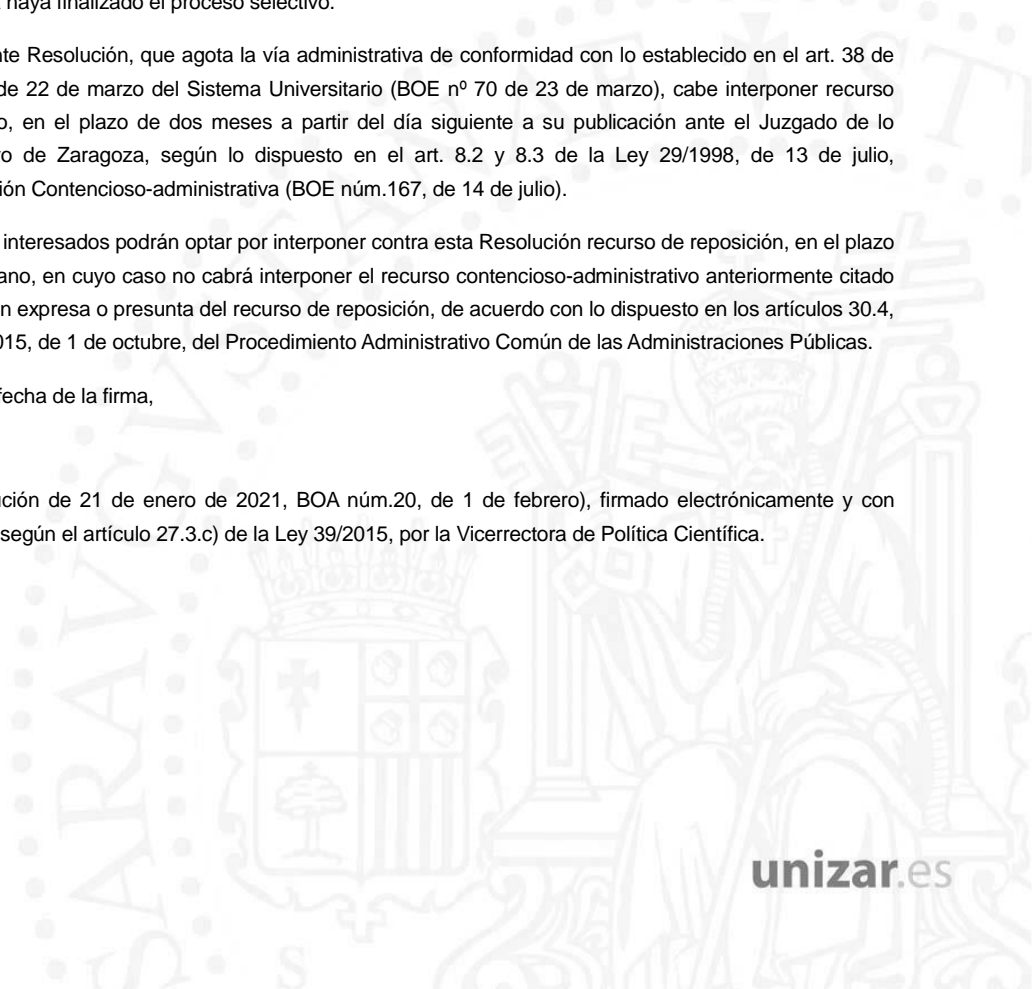 haya finalizado el proceso selectivo.
nte Resolución, que agota la vía administrativa de conformidad con lo establecido en el art. 38 de
de 22 de marzo del Sistema Universitario (BOE nº 70 de 23 de marzo), cabe interponer recurso
o, en el plazo de dos meses a partir del día siguiente a su publicación ante el Juzgado de lo
vo de Zaragoza, según lo dispuesto en el art. 8.2 y 8.3 de la Ley 29/1998, de 13 de julio,
ión Contencioso-administrativa (BOE núm.167, de 14 de julio).
interesados podrán optar por interponer contra esta Resolución recurso de reposición, en el plazo
ano, en cuyo caso no cabrá interponer el recurso contencioso-administrativo anteriormente citado
n expresa o presunta del recurso de reposición, de acuerdo con lo dispuesto en los artículos 30.4,
015, de 1 de octubre, del Procedimiento Administrativo Común de las Administraciones Públicas.
fecha de la firma,
ución de 21 de enero de 2021, BOA núm.20, de 1 de febrero), firmado electrónicamente y con
según el artículo 27.3.c) de la Ley 39/2015, por la Vicerrectora de Política Científica.
unizar.es